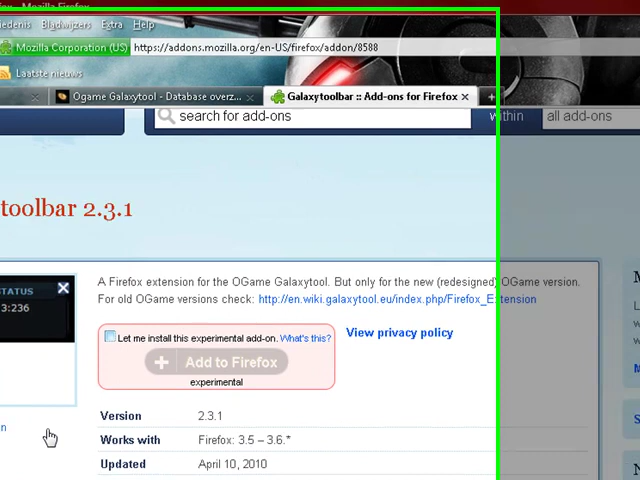 Mozilla Firefox
Bladwijzers Extra Help
Mozilla Corporation (US) https://addons.mozilla.org/en-US/firefox/addon/8588
Laatste nieuws
Ogame Galaxytool - Database overz... Galaxytoolbar :: Add-ons for Firefox
search for add-ons within all add-ons
toolbar 2.3.1
STATUS
3:236
A Firefox extension for the OGame Galaxytool. But only for the new (redesigned) OGame version.
For old OGame versions check: http://en.wiki.galaxytool.eu/index.php/Firefox_Extension
Let me install this experimental add-on. What's this?
View privacy policy
Add to Firefox
experimental
Version 2.3.1
Works with Firefox: 3.5 – 3.6.*
Updated April 10, 2010